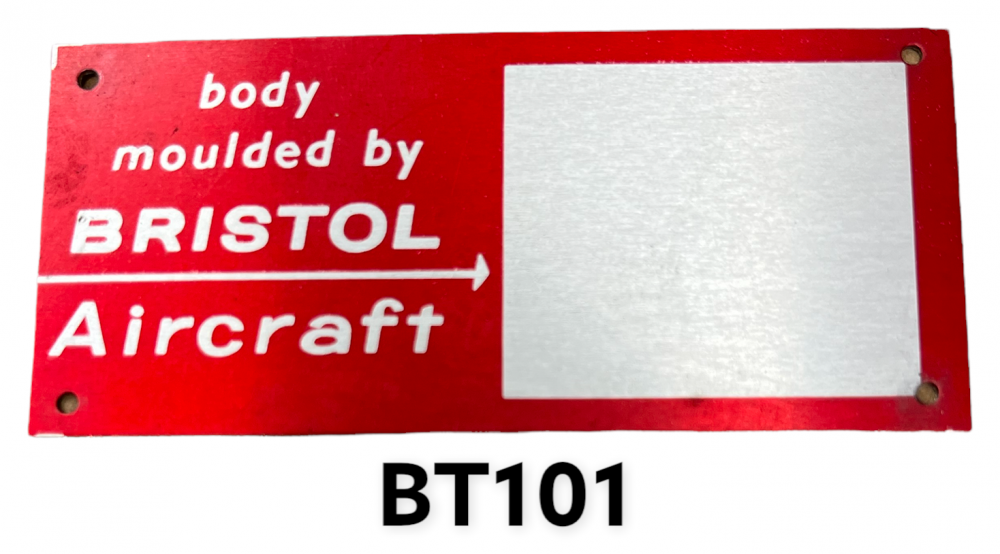 body
moulded by
BRISTOL
Aircraft
BT101